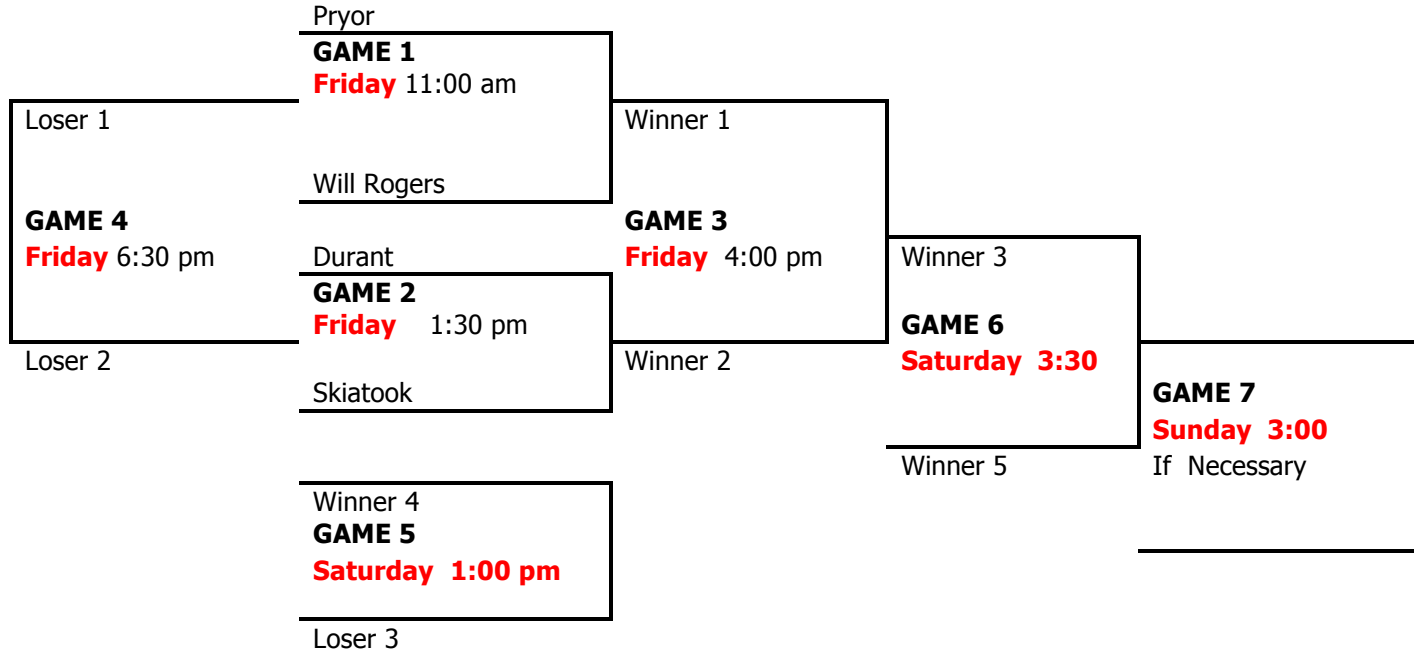 Pryor
GAME 1
Friday 11:00 am
Loser 1
Winner 1
Will Rogers
GAME 4
GAME 3
Friday 6:30 pm
Durant
Friday 4:00 pm
Winner 3
GAME 2
Friday 1:30 pm
GAME 6
Loser 2
Winner 2
Saturday 3:30
Skiatook
GAME 7
Sunday 3:00
Winner 5
If Necessary
Winner 4
GAME 5
Saturday 1:00 pm
Loser 3